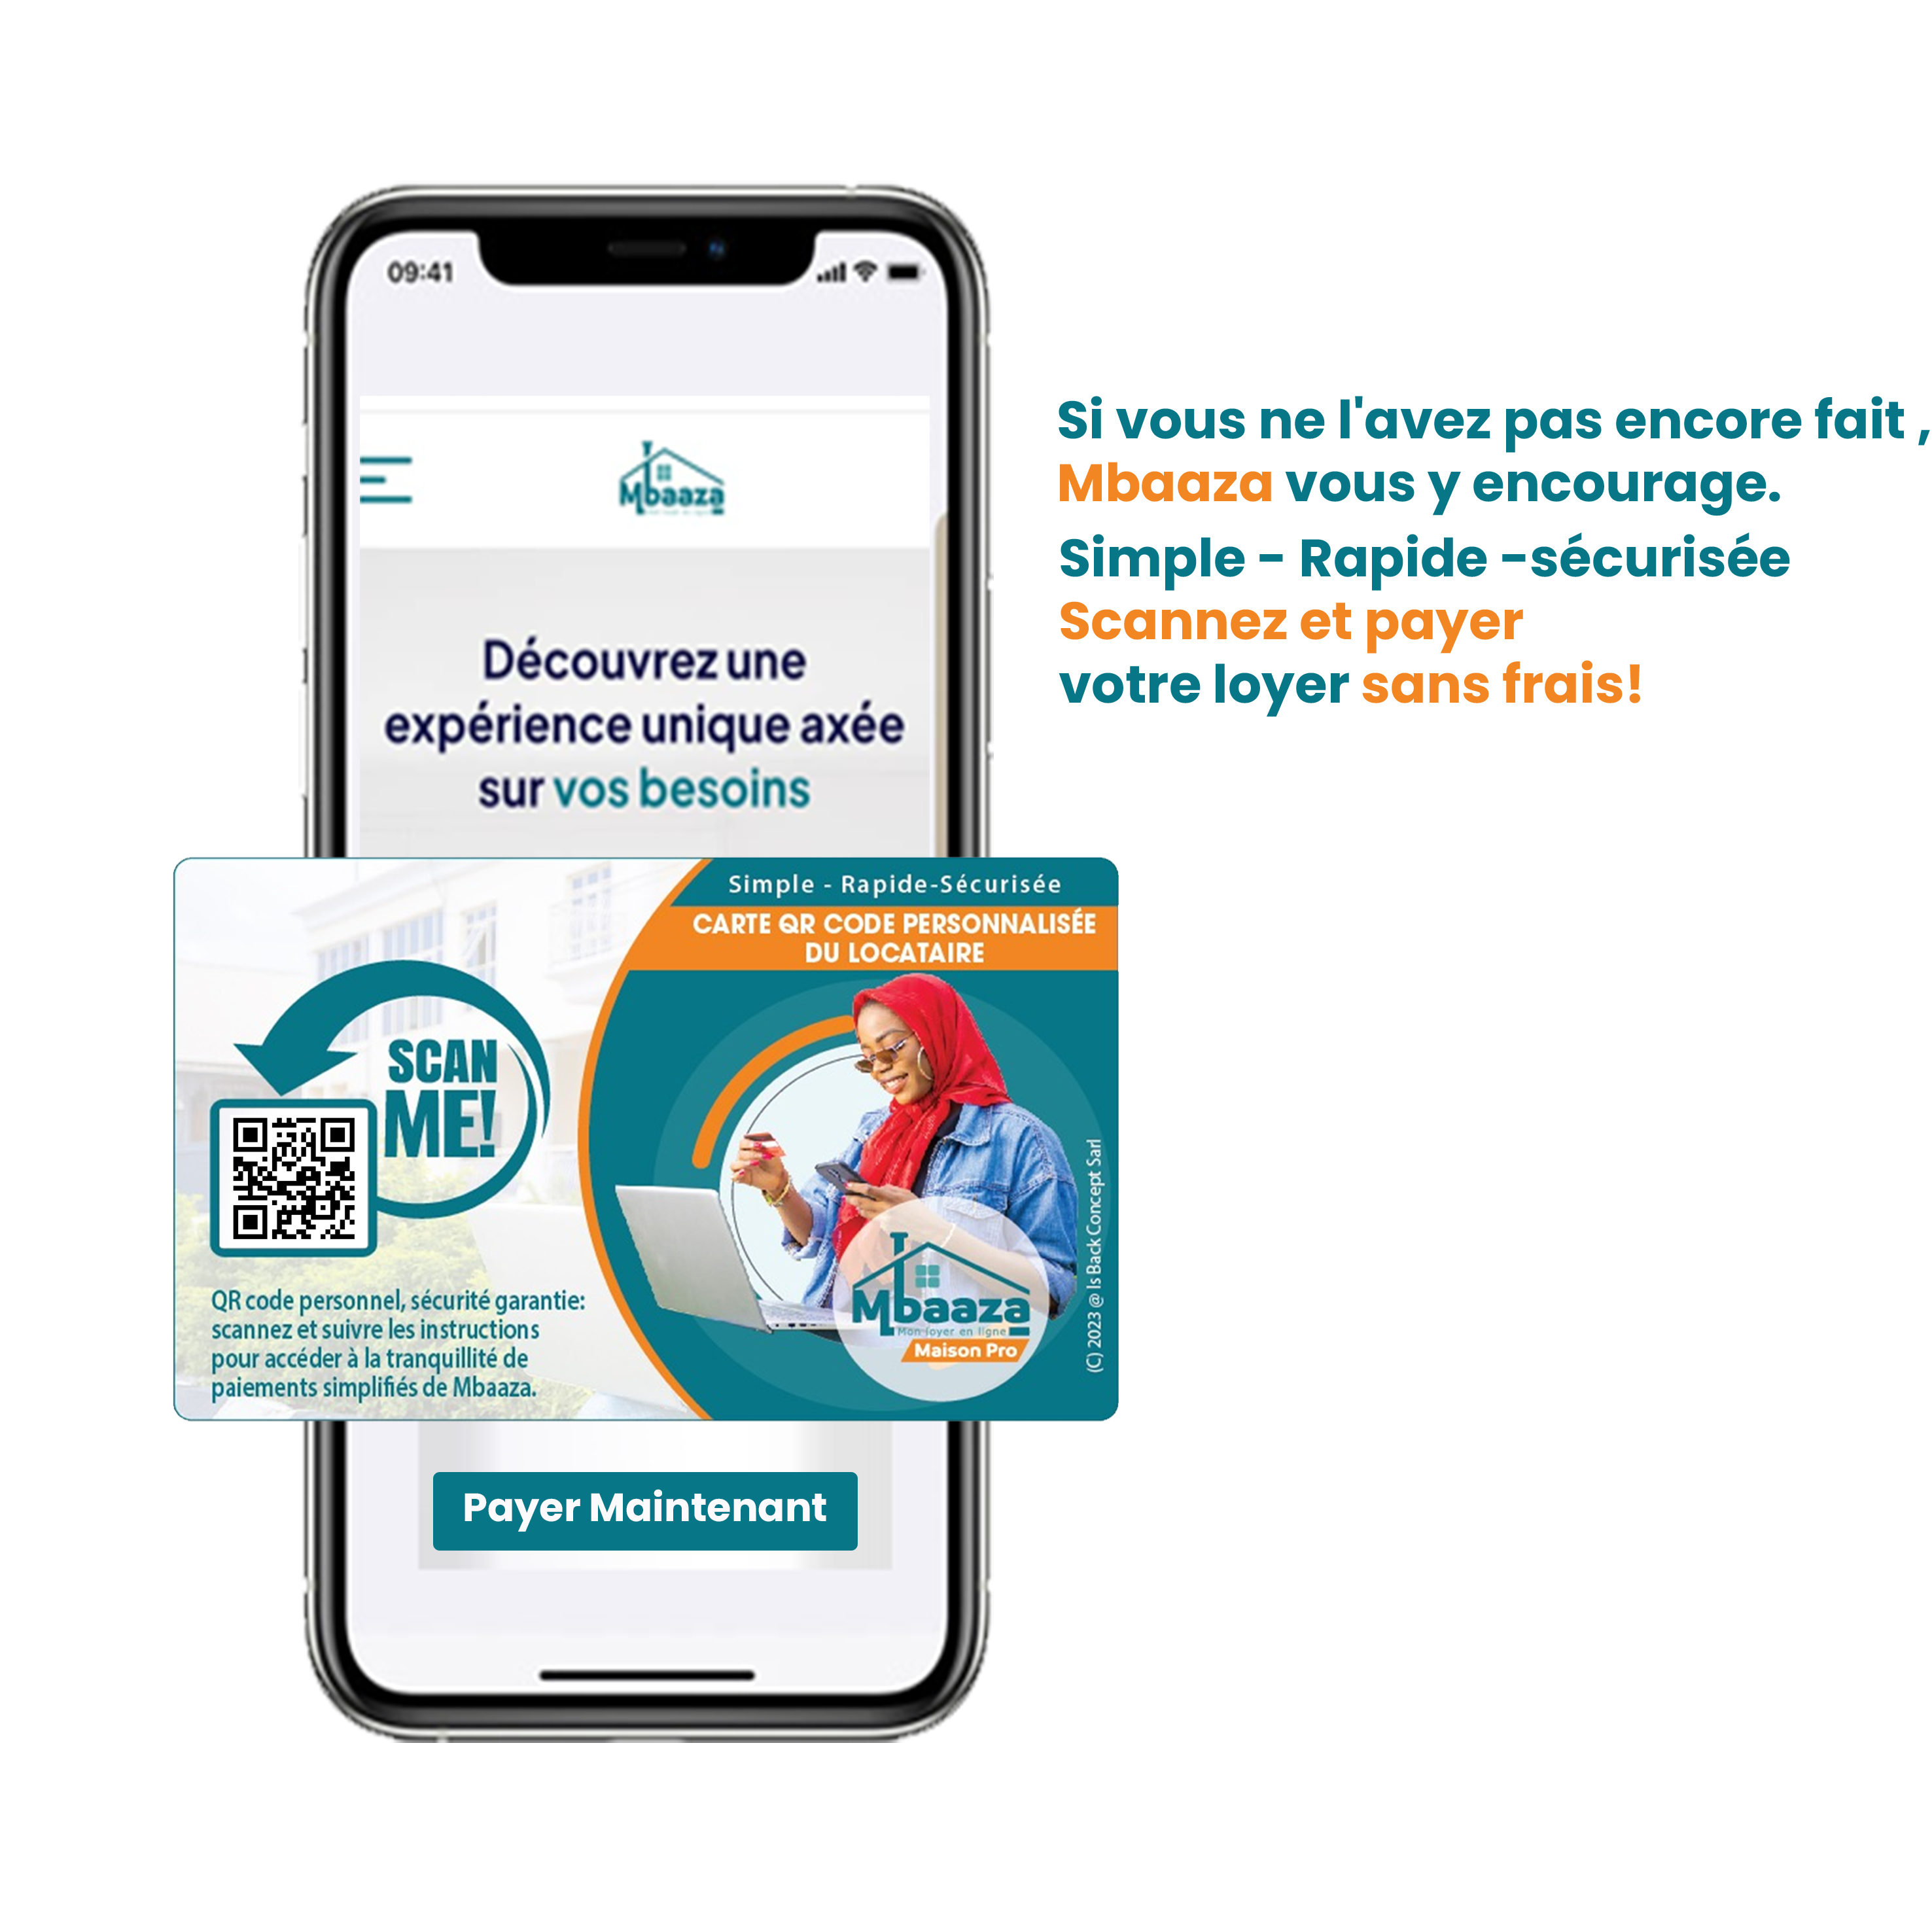 09:41
Mbaaza
Découvrez une
expérience unique axée
sur vos besoins
Si vous ne l'avez pas encore fait ,
Mbaaza vous y encourage.
Simple - Rapide -sécurisée
Scannez et payer
votre loyer sans frais!
Simple - Rapide-Sécurisée
CARTE QR CODE PERSONNALISÉE
DU LOCATAIRE
SCAN
ME!
QR code personnel, sécurité garantie:
scannez et suivre les instructions
pour accéder à la tranquillité de
paiements simplifiés de Mbaaza.
Mbaaza
Mon loyer en ligne
Maison Pro
(C) 2023 @ Is Back Concept Sarl
Payer Maintenant